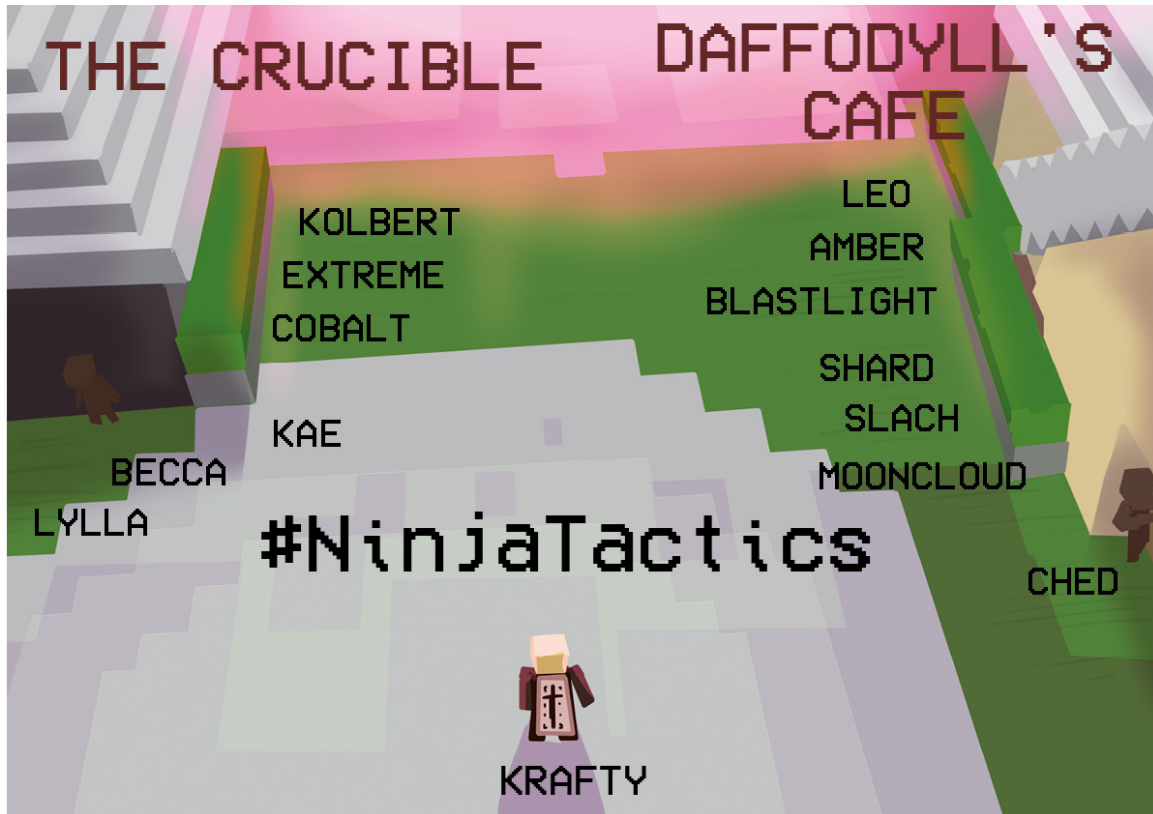 THE CRUCIBLE
DAFFODYLL'S
CAFE
KOLBERT
EXTREME
COBALT
LEO
AMBER
BLASTLIGHT
SHARD
SLACH
MOONCLOUD
KAE
BECCA
LYLLA
#NinjaTactics
CHED
KRAFTY